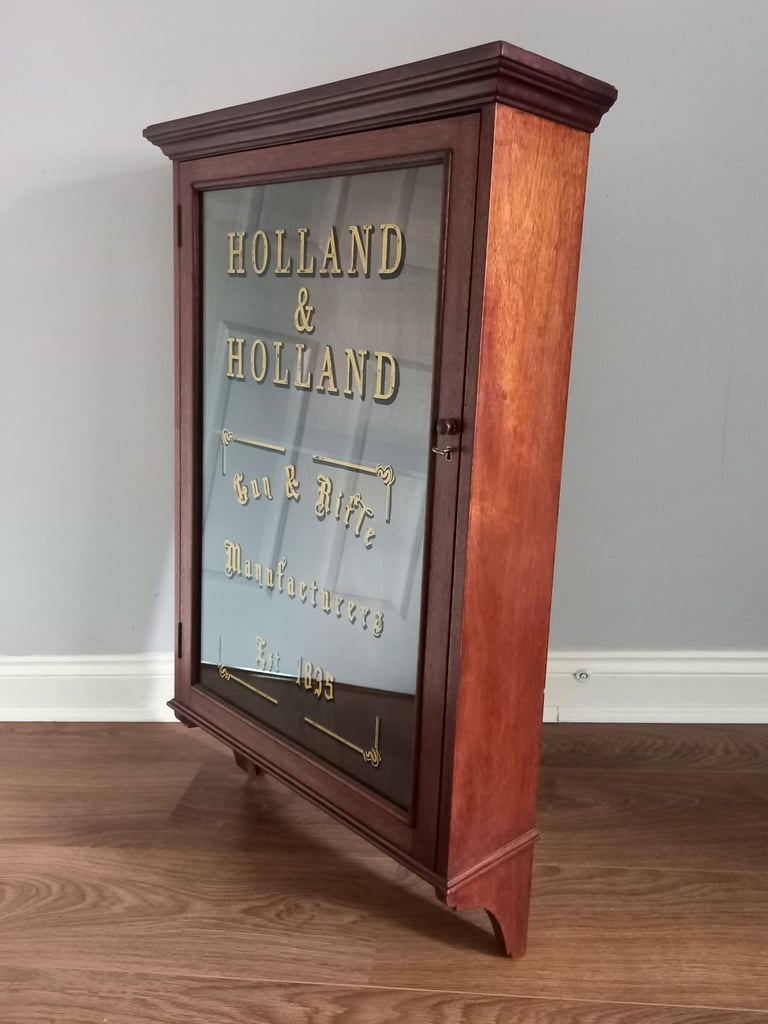 HOLLAND
&
HOLLAND
Gun & Rifle
Manufacturers
Est 1835